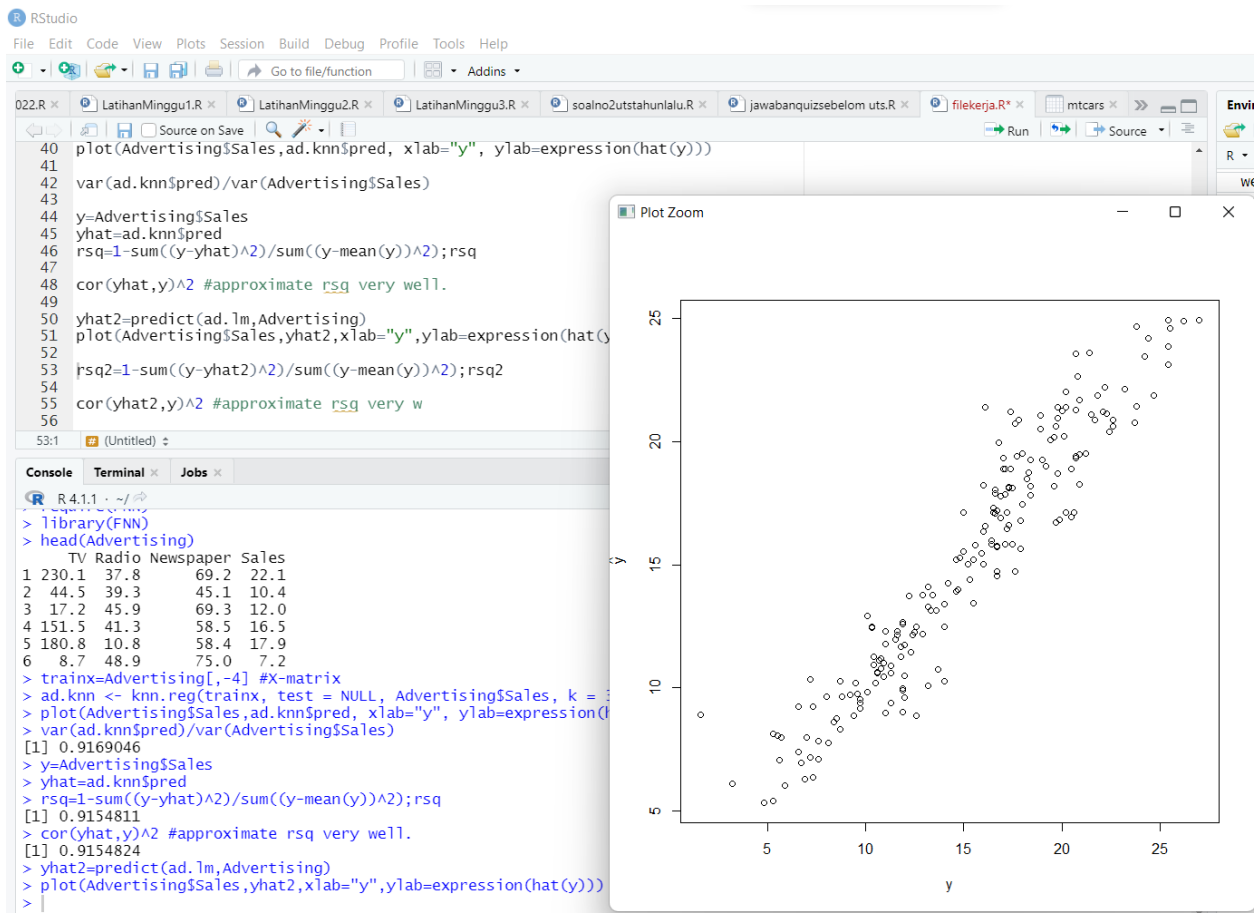 RStudio
File Edit Code View Plots Session Build Debug Profile Tools Help
Go to file/function Addins
022.R LatihanMinggu1.R LatihanMinggu2.R LatihanMinggu3.R soalno2utstahunlalu.R jawabanquizsebelom uts.R filekerja.R* mtcars Envir
Source on Save Run Source
R
40 plot(Advertising$Sales,ad.knn$pred, xlab="y", ylab=expression(hat(y)))
41
42 var(ad.knn$pred)/var(Advertising$Sales)
43
44 y=Advertising$Sales
45 yhat=ad.knn$pred
46 rsq=1-sum((y-yhat)^2)/sum((y-mean(y))^2);rsq
47
48 cor(yhat,y)^2 #approximate rsq very well.
49
50 yhat2=predict(ad.lm,Advertising)
51 plot(Advertising$Sales,yhat2,xlab="y",ylab=expression(hat(y
52
53 rsq2=1-sum((y-yhat2)^2)/sum((y-mean(y))^2);rsq2
54
55 cor(yhat2,y)^2 #approximate rsq very w
56
53:1 # (Untitled)
Console Terminal Jobs
R R 4.1.1 · ~/
> require(FNN)
> library(FNN)
> head(Advertising)
TV Radio Newspaper Sales
1 230.1 37.8 69.2 22.1
2 44.5 39.3 45.1 10.4
3 17.2 45.9 69.3 12.0
4 151.5 41.3 58.5 16.5
5 180.8 10.8 58.4 17.9
6 8.7 48.9 75.0 7.2
> trainx=Advertising[,-4] #X-matrix
> ad.knn <- knn.reg(trainx, test = NULL, Advertising$Sales, k = 3
> plot(Advertising$Sales,ad.knn$pred, xlab="y", ylab=expression(h
> var(ad.knn$pred)/var(Advertising$Sales)
[1] 0.9169046
> y=Advertising$Sales
> yhat=ad.knn$pred
> rsq=1-sum((y-yhat)^2)/sum((y-mean(y))^2);rsq
[1] 0.9154811
> cor(yhat,y)^2 #approximate rsq very well.
[1] 0.9154824
> yhat2=predict(ad.lm,Advertising)
> plot(Advertising$Sales,yhat2,xlab="y",ylab=expression(hat(y)))
>
we
Plot Zoom
25
20
15
10
5
ŷ
5 10 15 20 25
y